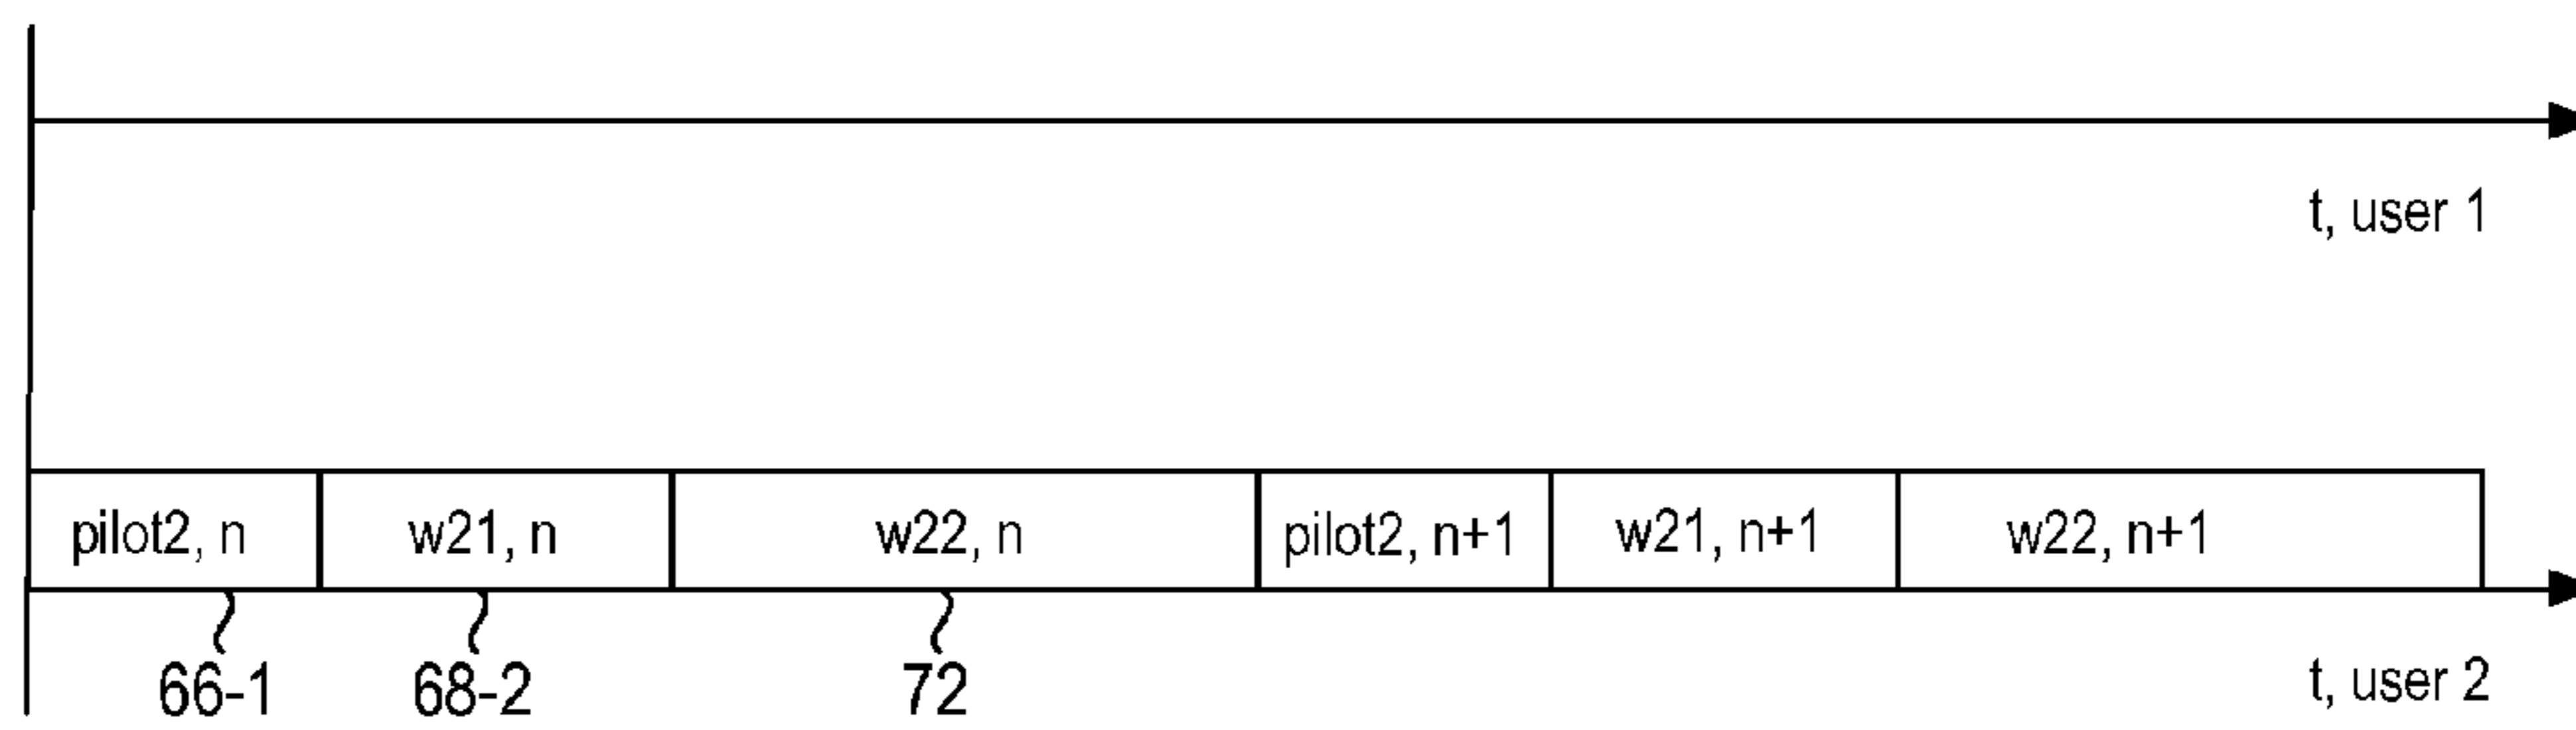 t, user 1
pilot2, n w21, n w22, n pilot2, n+1 w21, n+1 w22, n+1
66-1 68-2 72 t, user 2